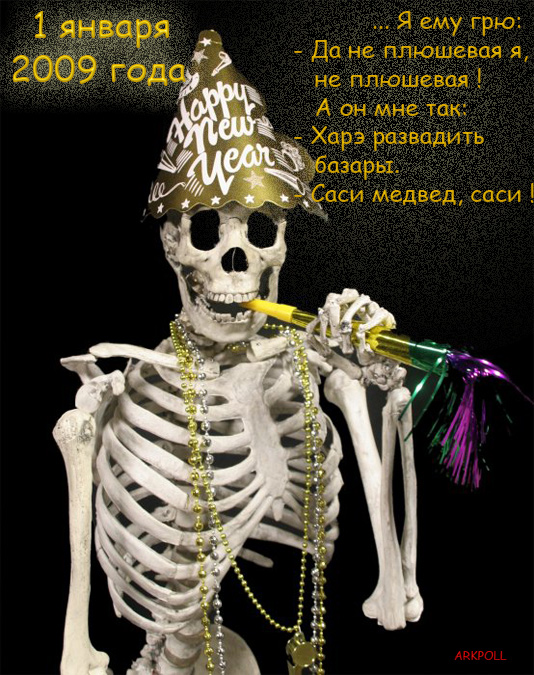 1 января
2009 года
... Я ему грю:
- Да не плюшевая я,
не плюшевая !
А он мне так:
- Харэ развадить
базары.
- Саси медвед, саси !
Happy
New
Year
ARKPOLL